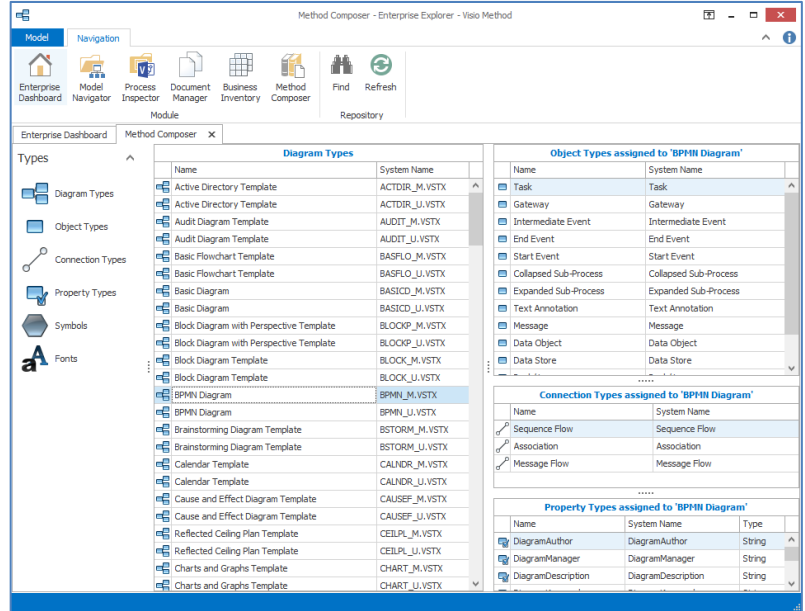 Method Composer - Enterprise Explorer - Visio Method
Model Navigation
Enterprise Dashboard
Model Navigator
Process Inspector
Document Manager
Business Inventory
Method Composer
Find
Refresh
Module
Repository
Enterprise Dashboard Method Composer X
Types
Diagram Types
Object Types
Connection Types
Property Types
Symbols
Fonts
Diagram Types
Name System Name
Active Directory Template ACTDIR_M.VSTX
Active Directory Template ACTDIR_U.VSTX
Audit Diagram Template AUDIT_M.VSTX
Audit Diagram Template AUDIT_U.VSTX
Basic Flowchart Template BASFLO_M.VSTX
Basic Flowchart Template BASFLO_U.VSTX
Basic Diagram BASICD_M.VSTX
Basic Diagram BASICD_U.VSTX
Block Diagram with Perspective Template BLOCKP_M.VSTX
Block Diagram with Perspective Template BLOCKP_U.VSTX
Block Diagram Template BLOCK_M.VSTX
Block Diagram Template BLOCK_U.VSTX
BPMN Diagram BPMN_M.VSTX
BPMN Diagram BPMN_U.VSTX
Brainstorming Diagram Template BSTORM_M.VSTX
Brainstorming Diagram Template BSTORM_U.VSTX
Calendar Template CALNDR_M.VSTX
Calendar Template CALNDR_U.VSTX
Cause and Effect Diagram Template CAUSEF_M.VSTX
Cause and Effect Diagram Template CAUSEF_U.VSTX
Reflected Ceiling Plan Template CEILPL_M.VSTX
Reflected Ceiling Plan Template CEILPL_U.VSTX
Charts and Graphs Template CHART_M.VSTX
Charts and Graphs Template CHART_U.VSTX
Object Types assigned to 'BPMN Diagram'
Name System Name
Task Task
Gateway Gateway
Intermediate Event Intermediate Event
End Event End Event
Start Event Start Event
Collapsed Sub-Process Collapsed Sub-Process
Expanded Sub-Process Expanded Sub-Process
Text Annotation Text Annotation
Message Message
Data Object Data Object
Data Store Data Store
Connection Types assigned to 'BPMN Diagram'
Name System Name
Sequence Flow Sequence Flow
Association Association
Message Flow Message Flow
Property Types assigned to 'BPMN Diagram'
Name System Name Type
DiagramAuthor DiagramAuthor String
DiagramManager DiagramManager String
DiagramDescription DiagramDescription String